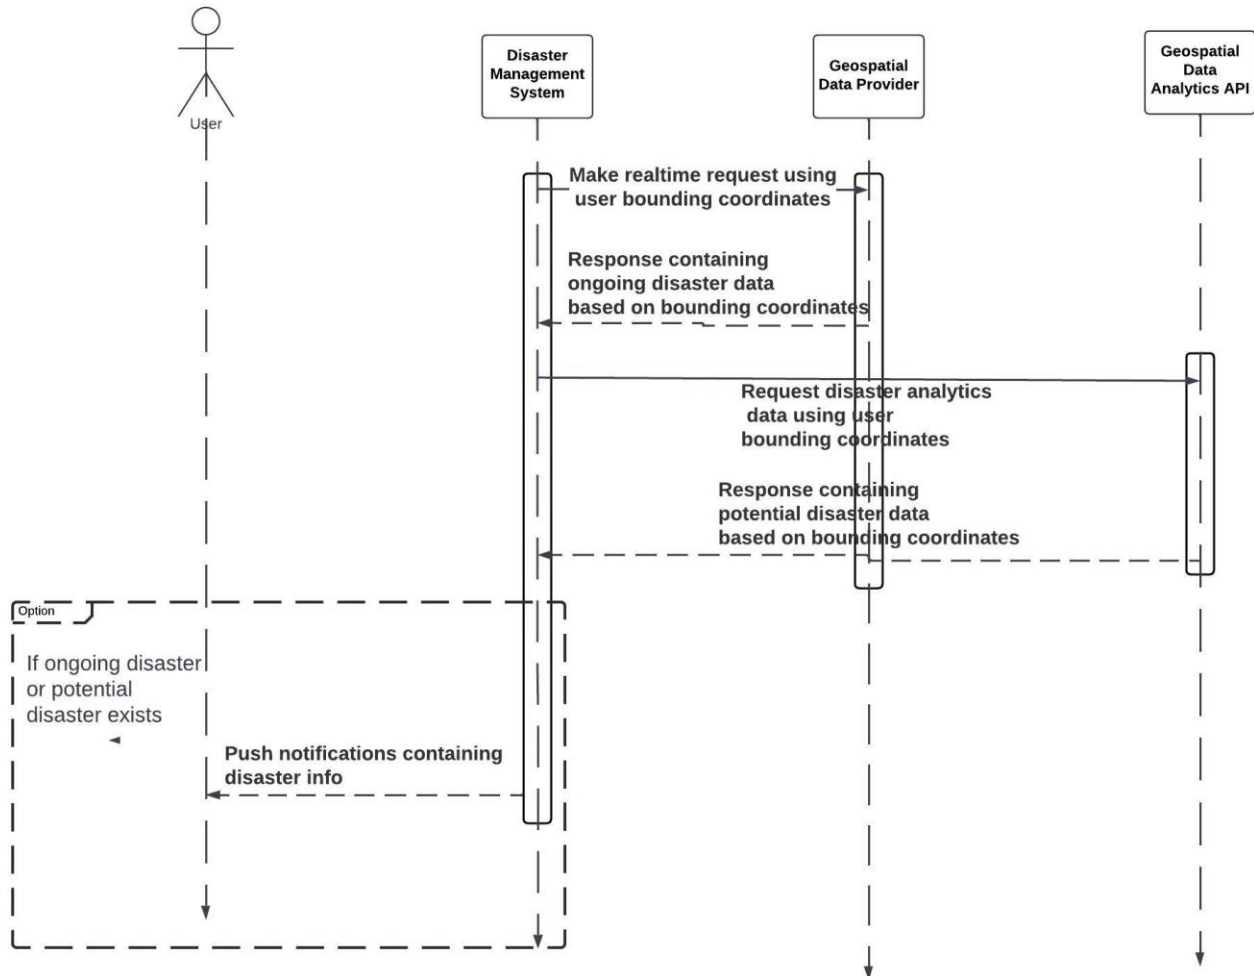 User
Disaster
Management
System
Geospatial
Data Provider
Geospatial
Data
Analytics API
Make realtime request using
user bounding coordinates
Response containing
ongoing disaster data
based on bounding coordinates
Request disaster analytics
data using user
bounding coordinates
Response containing
potential disaster data
based on bounding coordinates
Option
If ongoing disaster
or potential
disaster exists
Push notifications containing
disaster info